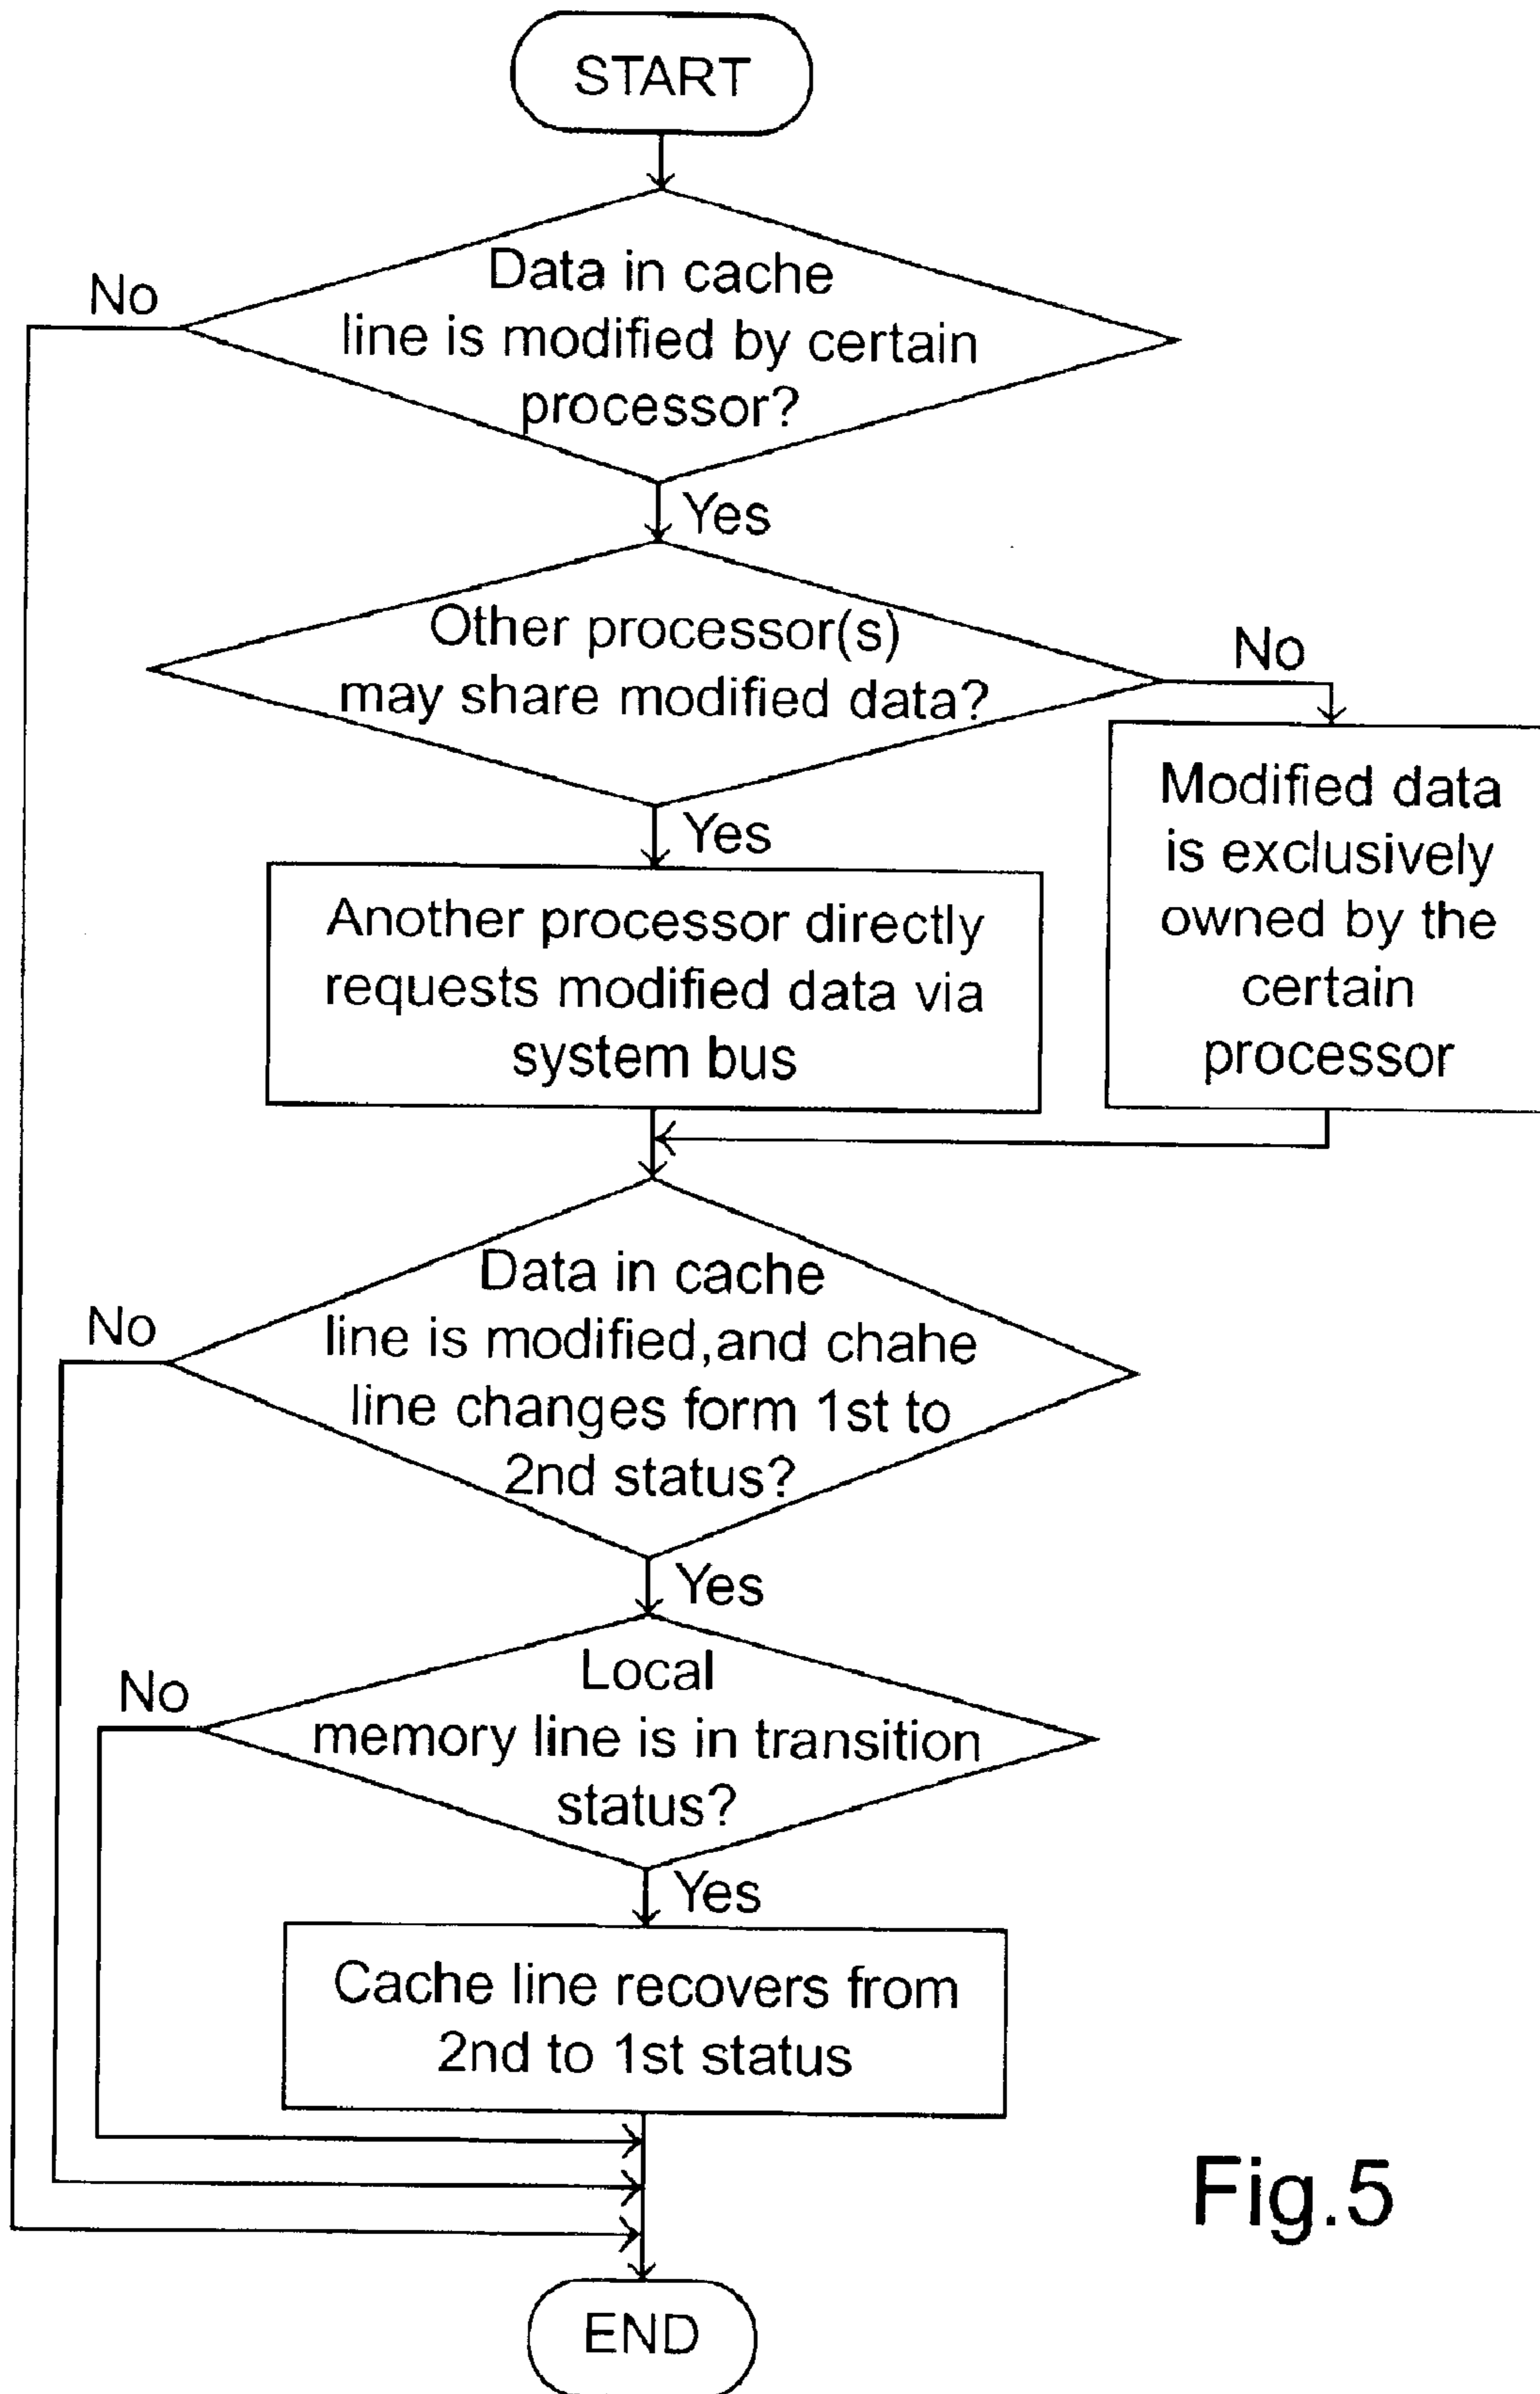 START
Data in cache
line is modified by certain
processor?
No
Yes
Other processor(s)
may share modified data?
No
Yes
Modified data
is exclusively
owned by the
certain
processor
Another processor directly
requests modified data via
system bus
Data in cache
line is modified,and chahe
line changes form 1st to
2nd status?
No
Yes
Local
memory line is in transition
status?
No
Yes
Cache line recovers from
2nd to 1st status
END
Fig.5